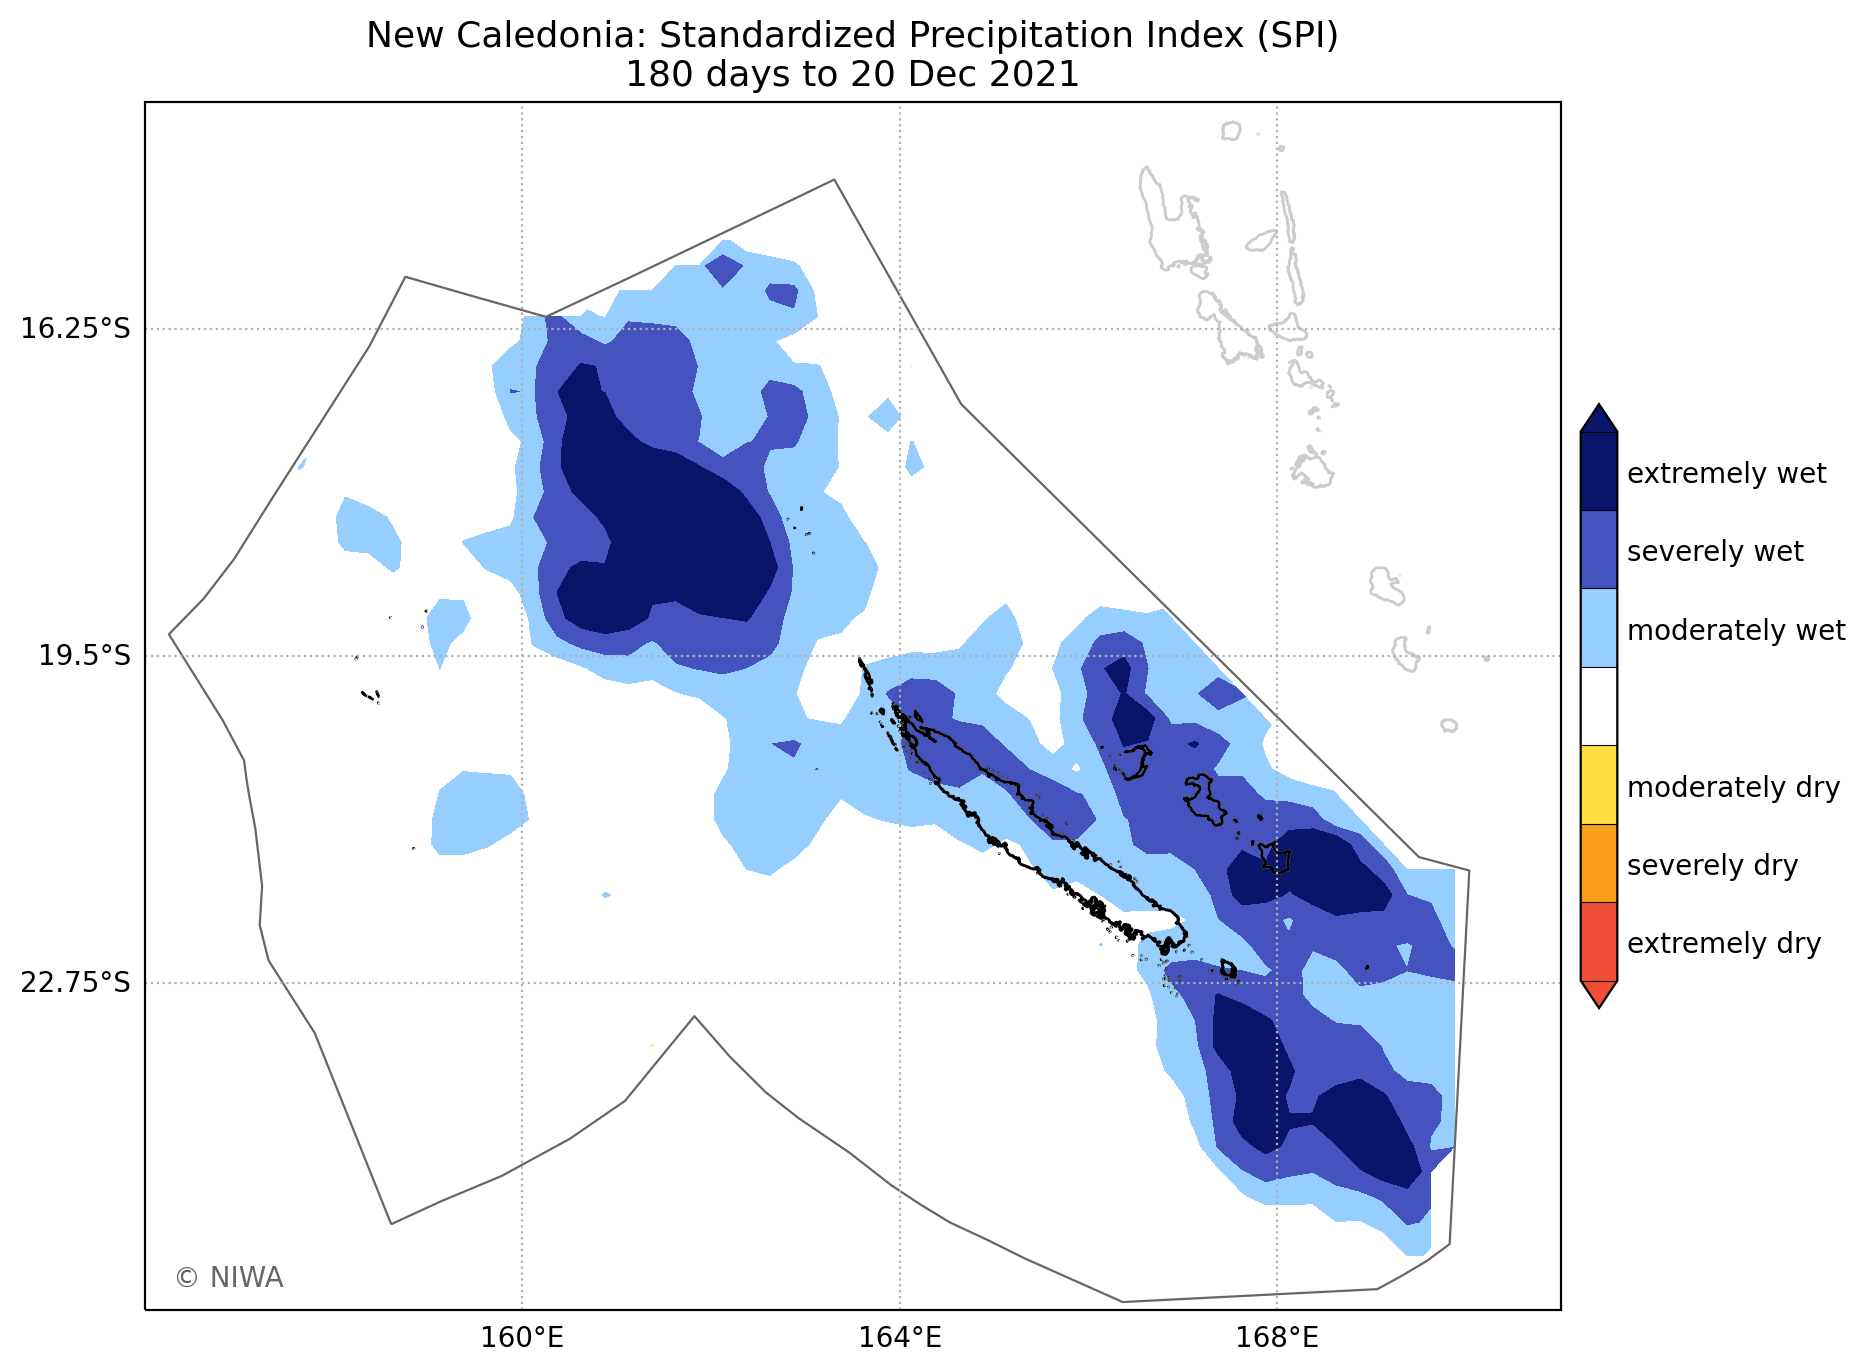 New Caledonia: Standardized Precipitation Index (SPI)
180 days to 20 Dec 2021
16.25°S
19.5°S
22.75°S
160°E
164°E
168°E
extremely wet
severely wet
moderately wet
moderately dry
severely dry
extremely dry
© NIWA